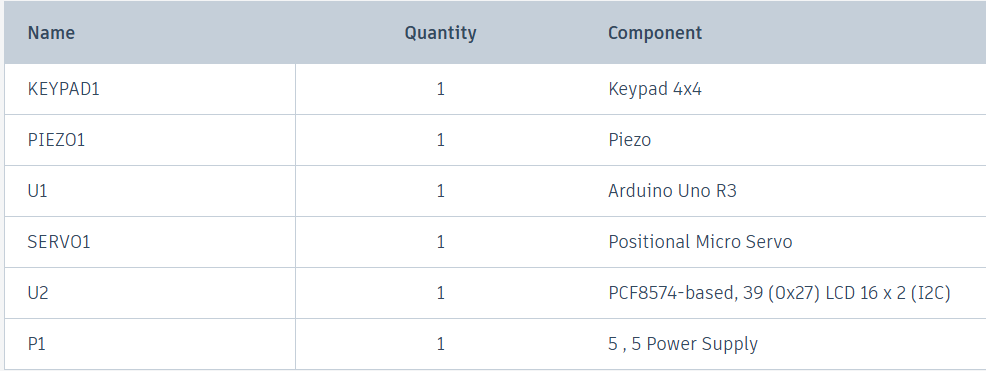 Name Quantity Component
KEYPAD1 1 Keypad 4x4
PIEZO1 1 Piezo
U1 1 Arduino Uno R3
SERVO1 1 Positional Micro Servo
U2 1 PCF8574-based, 39 (0x27) LCD 16 x 2 (I2C)
P1 1 5 , 5 Power Supply